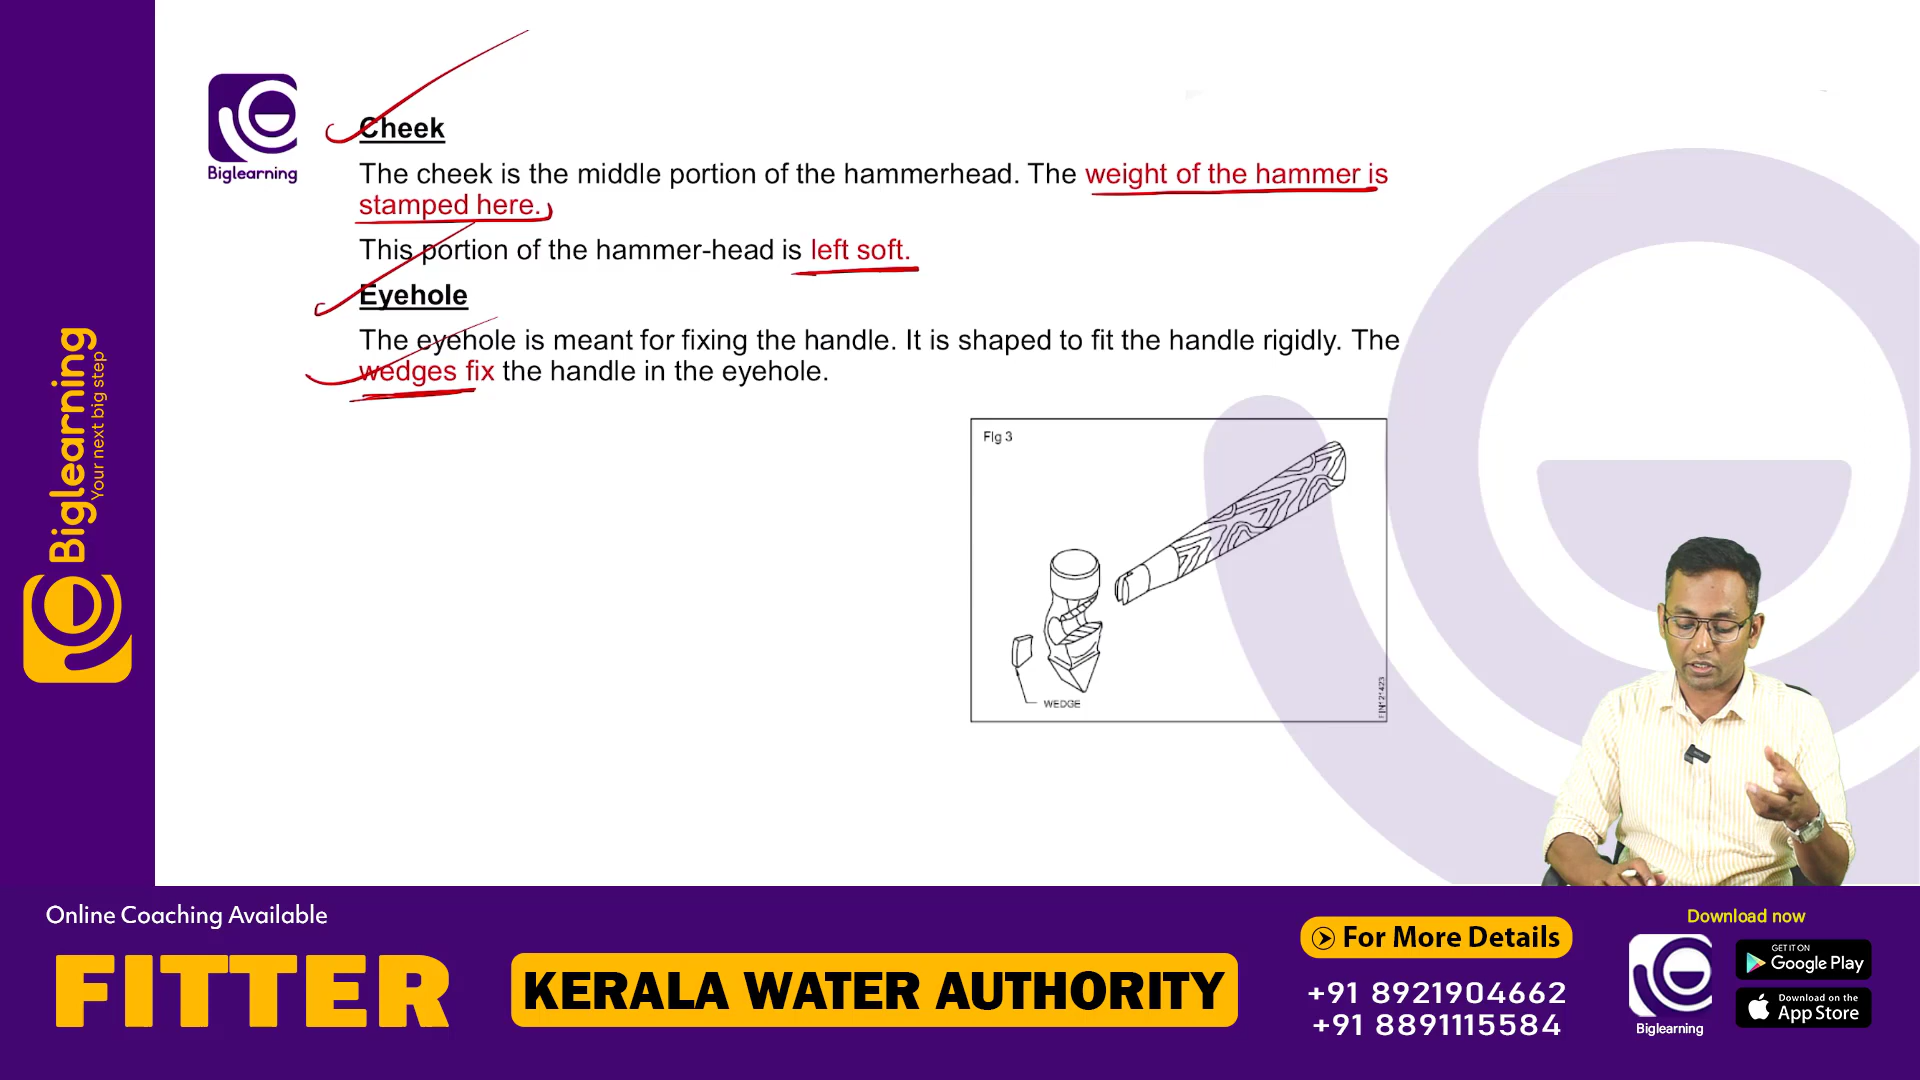 Biglearning
Cheek
The cheek is the middle portion of the hammerhead. The weight of the hammer is
stamped here.
This portion of the hammer-head is left soft.
Eyehole
The eyehole is meant for fixing the handle. It is shaped to fit the handle rigidly. The
wedges fix the handle in the eyehole.
Fig 3
WEDGE
Biglearning
Your next big step
Online Coaching Available
FITTER
KERALA WATER AUTHORITY
For More Details
+91 8921904662
+91 8891115584
Download now
Biglearning
GET IT ON
Google Play
Download on the
App Store